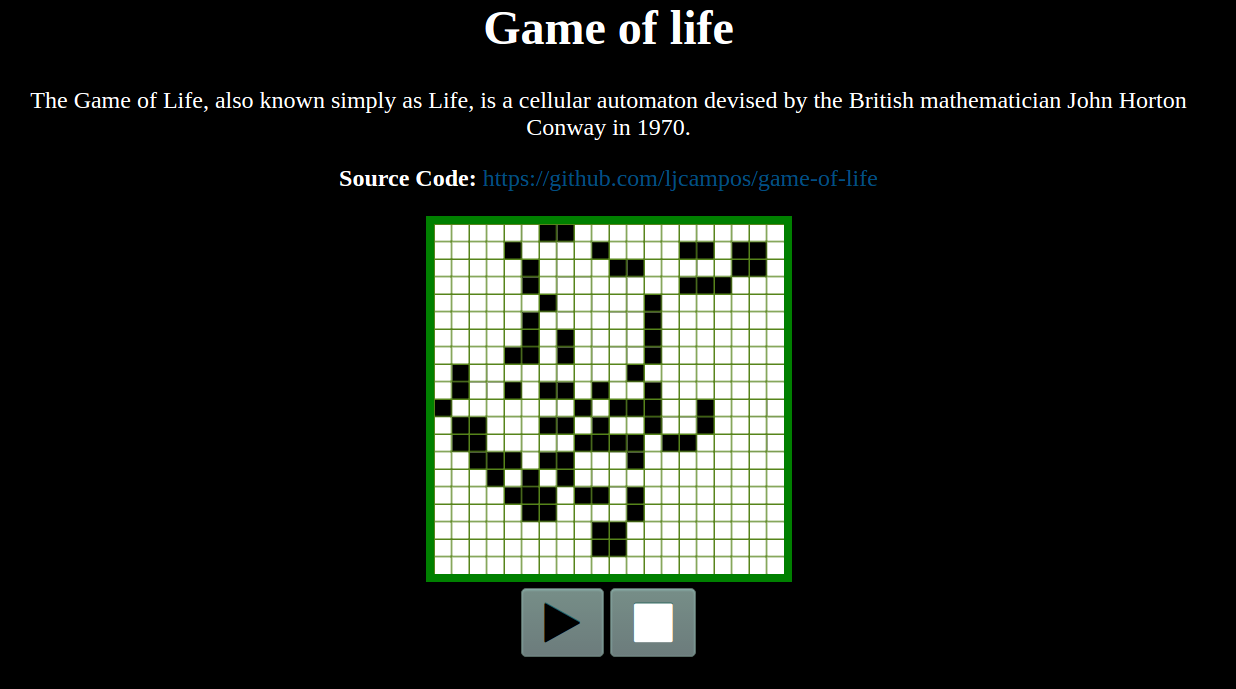 Game of life
The Game of Life, also known simply as Life, is a cellular automaton devised by the British mathematician John Horton
Conway in 1970.
Source Code: https://github.com/ljcampos/game-of-life